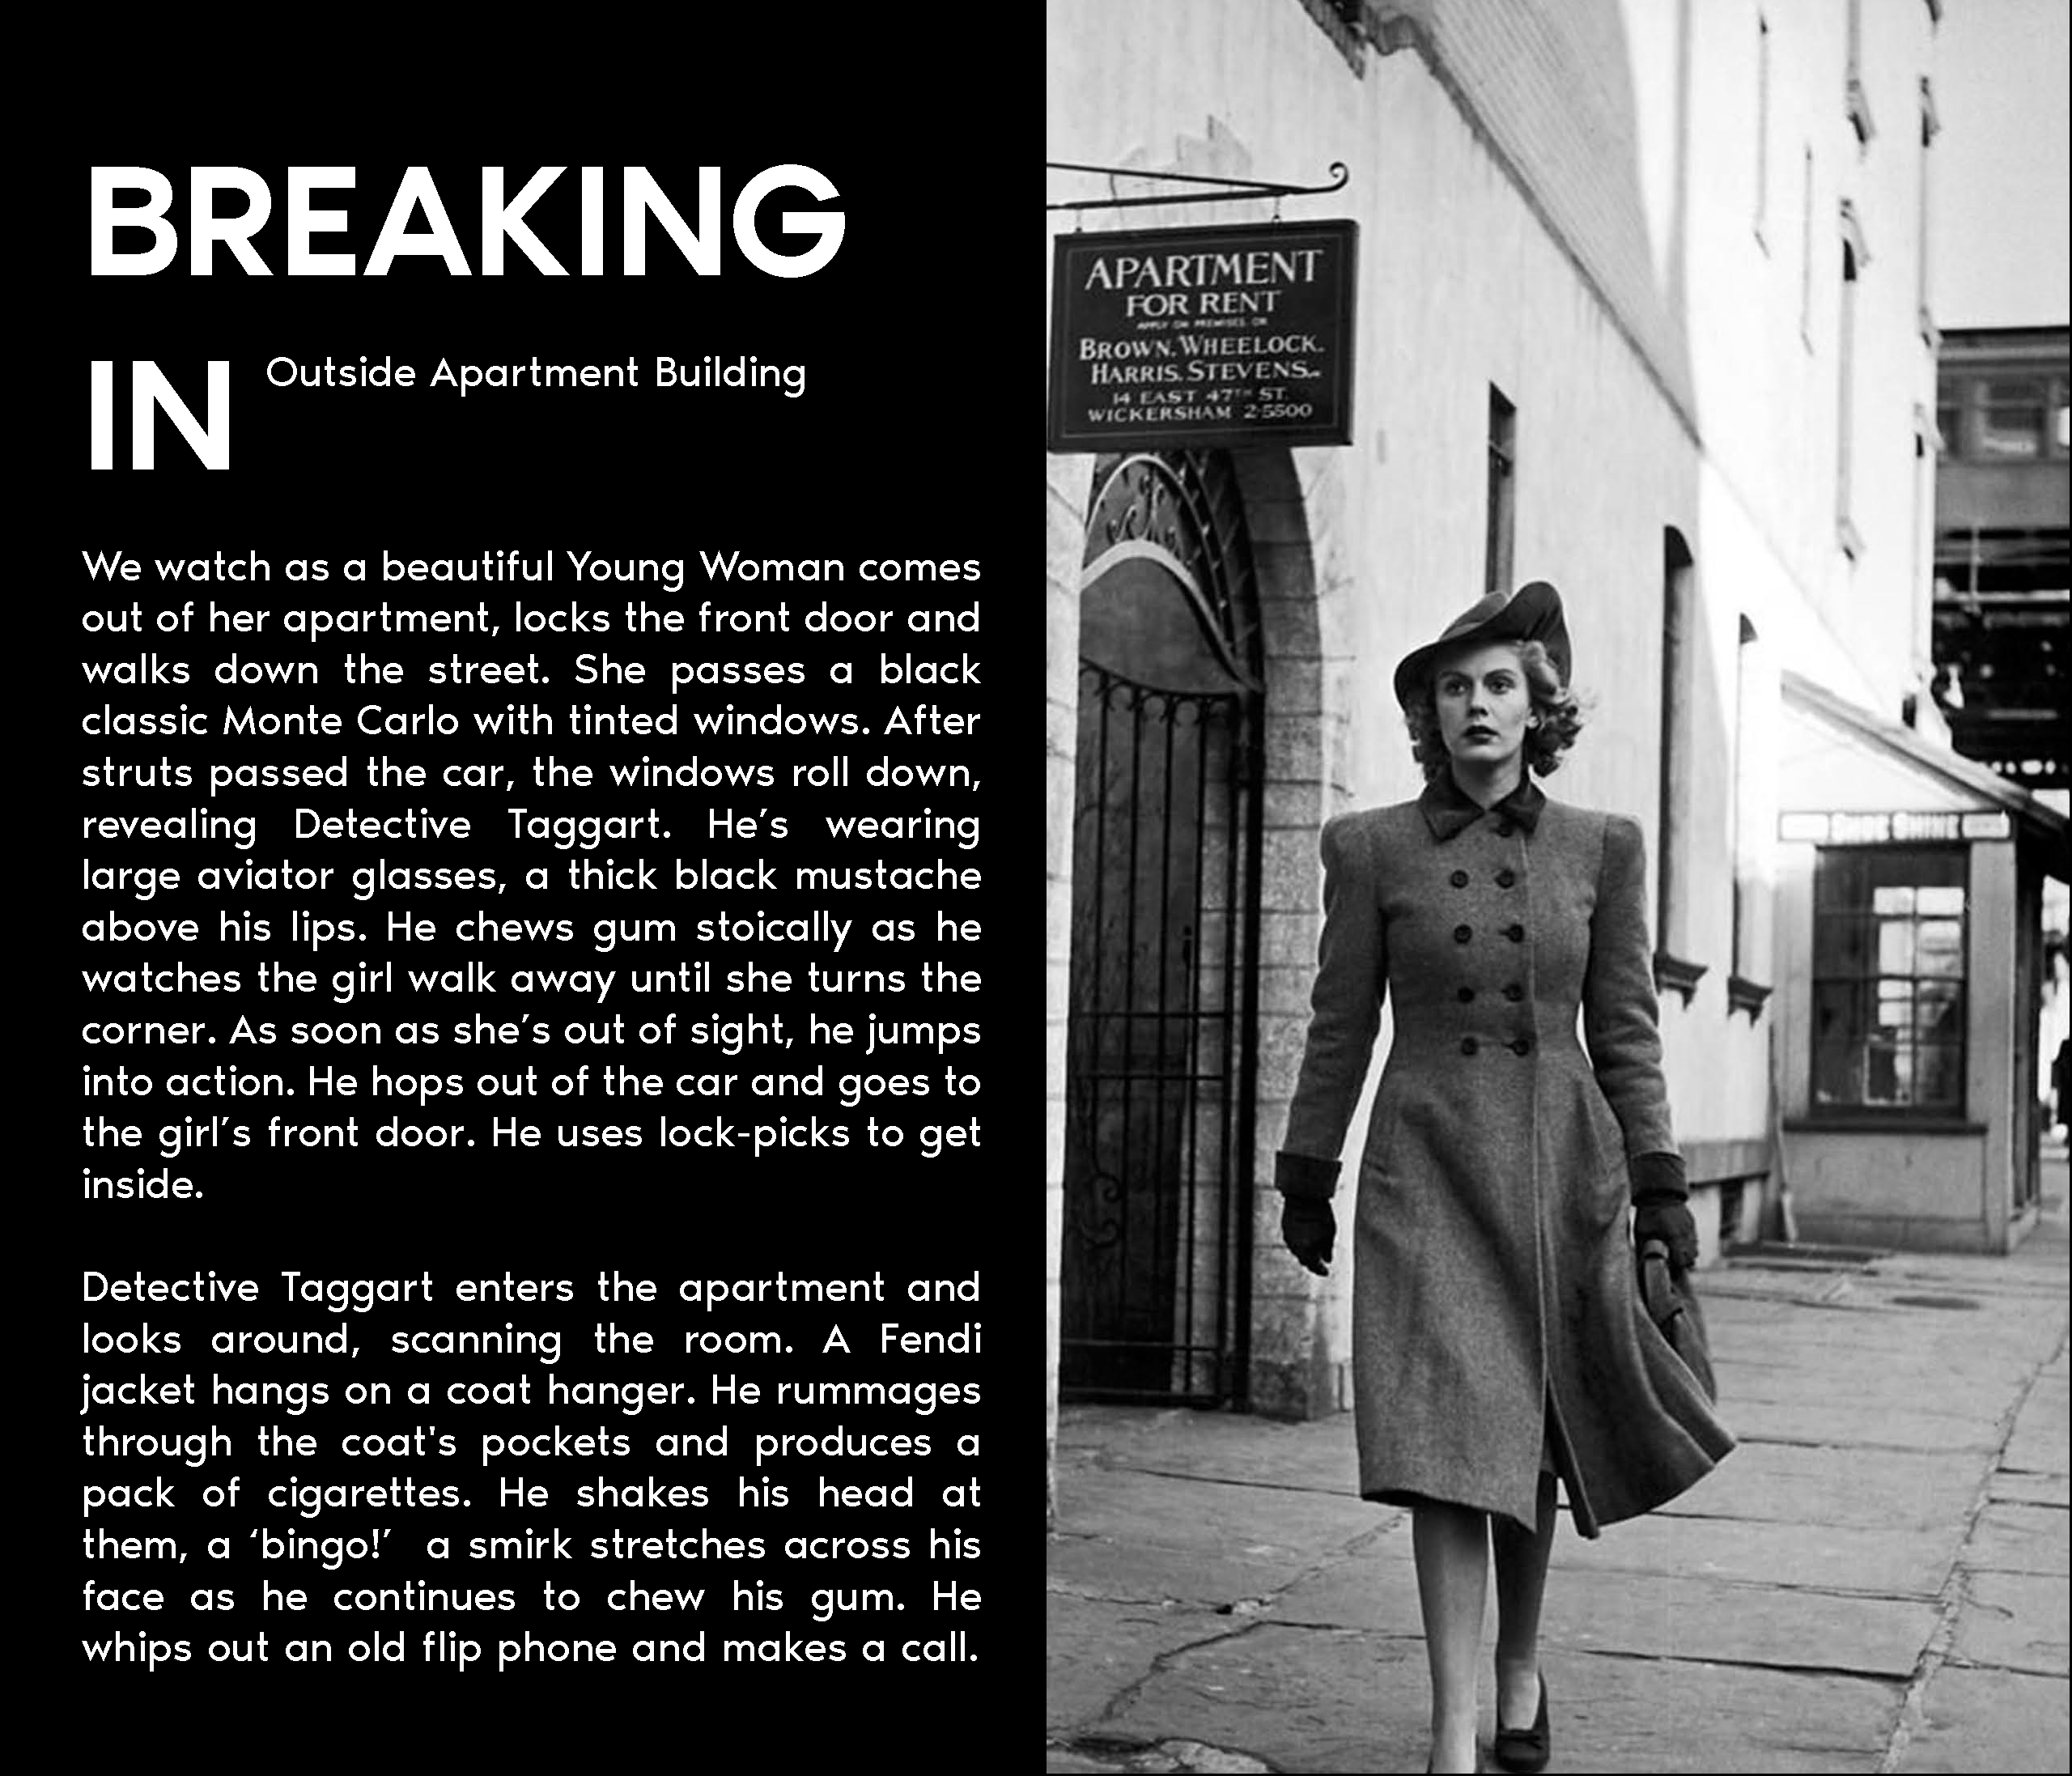 BREAKING
IN
Outside Apartment Building
We watch as a beautiful Young Woman comes
out of her apartment, locks the front door and
walks down the street. She passes a black
classic Monte Carlo with tinted windows. After
struts passed the car, the windows roll down,
revealing Detective Taggart. He’s wearing
large aviator glasses, a thick black mustache
above his lips. He chews gum stoically as he
watches the girl walk away until she turns the
corner. As soon as she’s out of sight, he jumps
into action. He hops out of the car and goes to
the girl’s front door. He uses lock-picks to get
inside.
Detective Taggart enters the apartment and
looks around, scanning the room. A Fendi
jacket hangs on a coat hanger. He rummages
through the coat's pockets and produces a
pack of cigarettes. He shakes his head at
them, a ‘bingo!’ a smirk stretches across his
face as he continues to chew his gum. He
whips out an old flip phone and makes a call.
APARTMENT
FOR RENT
APPLY ON PREMISES OR
BROWN, WHEELOCK,
HARRIS, STEVENS
14 EAST 47TH ST.
WICKERSHAM 2-5500
SHOE SHINE